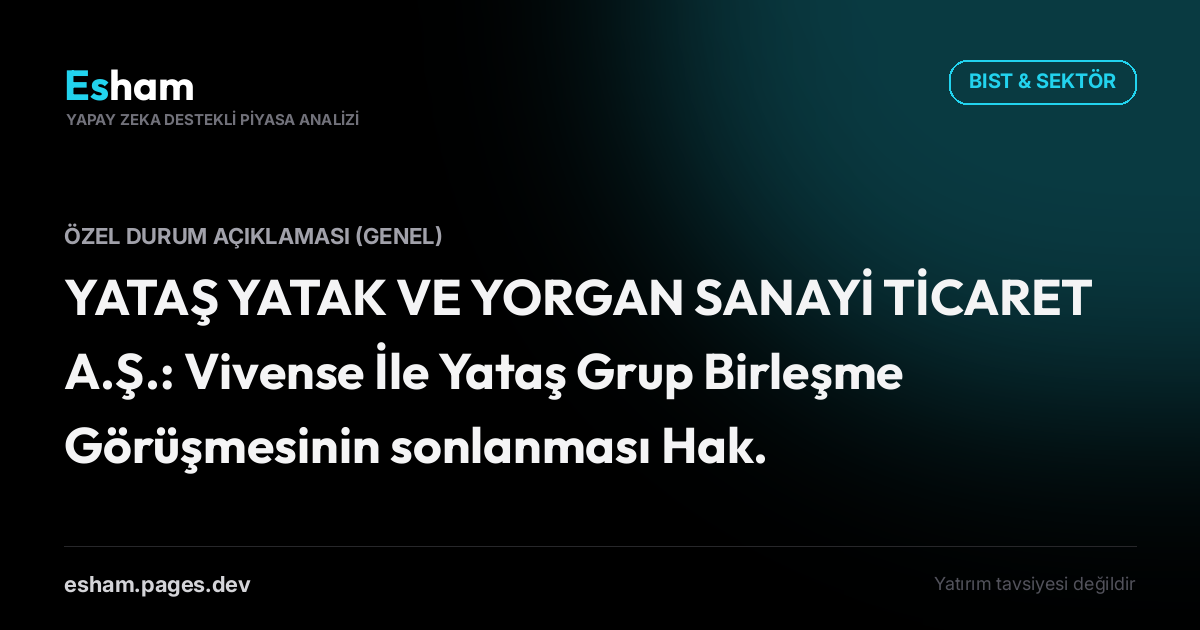 Esham
YAPAY ZEKA DESTEKLİ PİYASA ANALİZİ
BIST & SEKTÖR
ÖZEL DURUM AÇIKLAMASI (GENEL)
YATAŞ YATAK VE YORGAN SANAYİ TİCARET
A.Ş.: Vivense İle Yataş Grup Birleşme
Görüşmesinin sonlanması Hak.
esham.pages.dev
Yatırım tavsiyesi değildir